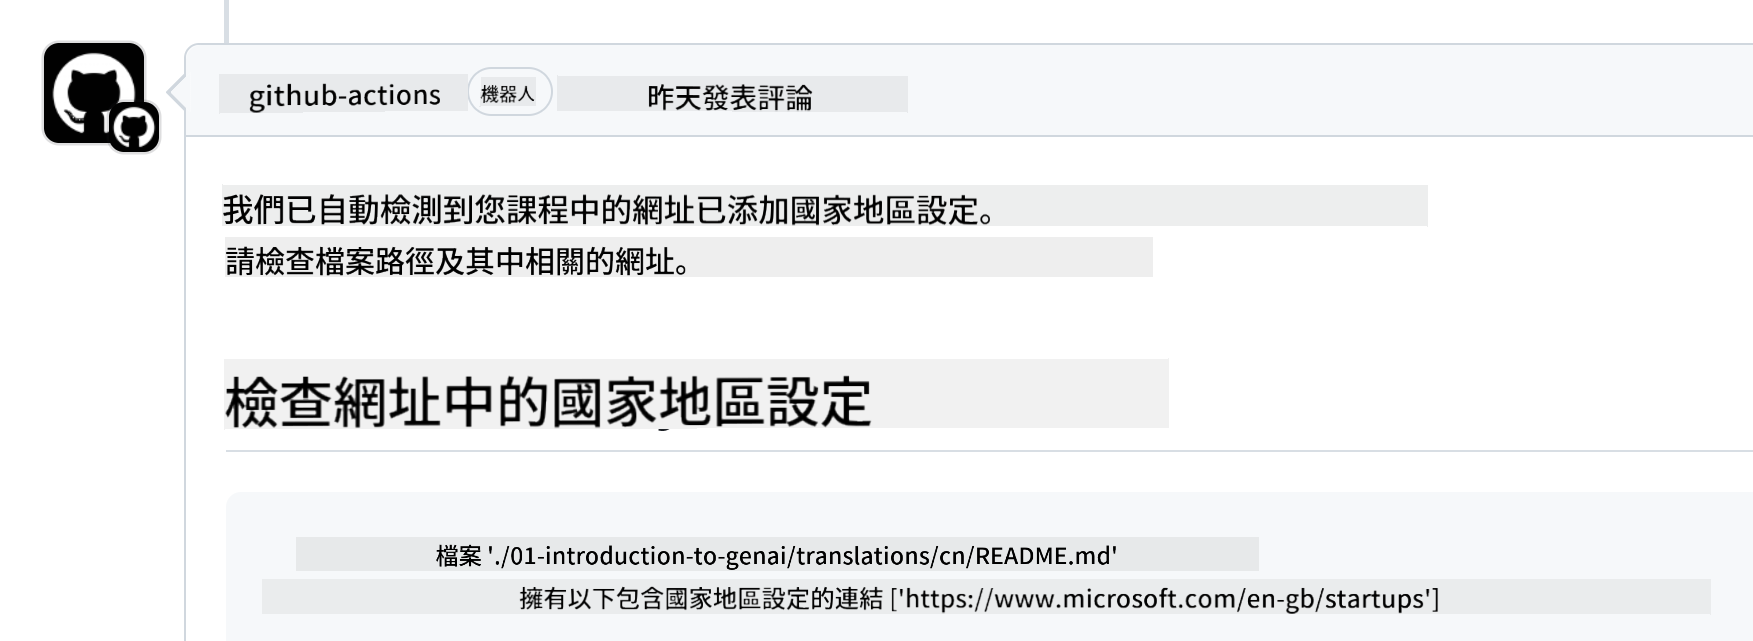 github-actions 機器人 昨天發表評論
我們已自動檢測到您課程中的網址已添加國家地區設定。
請檢查檔案路徑及其中相關的網址。
檢查網址中的國家地區設定
檔案 './01-introduction-to-genai/translations/cn/README.md'
擁有以下包含國家地區設定的連結 ['https://www.microsoft.com/en-gb/startups']